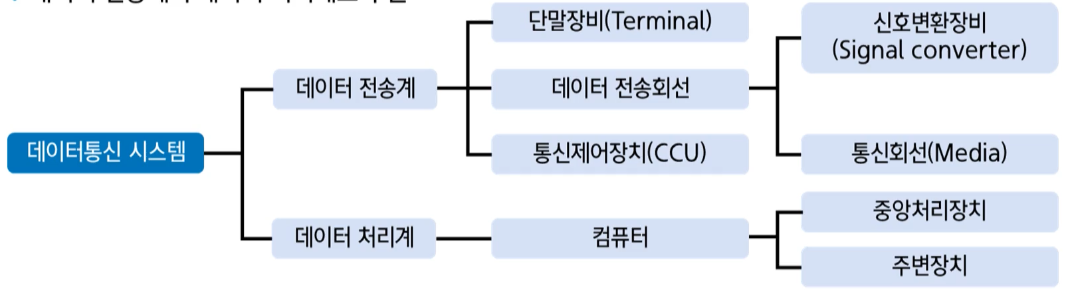 데이터통신 시스템
데이터 전송계
단말장비(Terminal)
데이터 전송회선
신호변환장비
(Signal converter)
통신회선(Media)
통신제어장치(CCU)
데이터 처리계
컴퓨터
중앙처리장치
주변장치